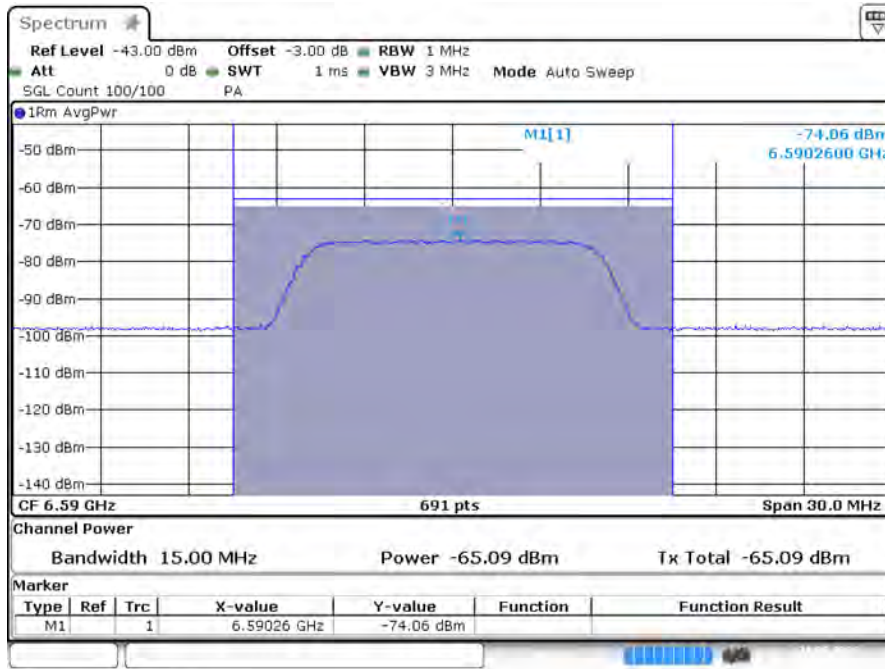 Spectrum
Ref Level -43.00 dBm Offset -3.00 dB RBW 1 MHz
Att 0 dB SWT 1 ms VBW 3 MHz Mode Auto Sweep
SGL Count 100/100 PA
1Rm AvgPwr
M1[1] -74.06 dBm
6.5902600 GHz
-50 dBm
-60 dBm
-70 dBm
-80 dBm
-90 dBm
-100 dBm
-110 dBm
-120 dBm
-130 dBm
-140 dBm
CF 6.59 GHz 691 pts Span 30.0 MHz
Channel Power
Bandwidth 15.00 MHz Power -65.09 dBm Tx Total -65.09 dBm
Marker
Type Ref Trc X-value Y-value Function Function Result
M1 1 6.59026 GHz -74.06 dBm